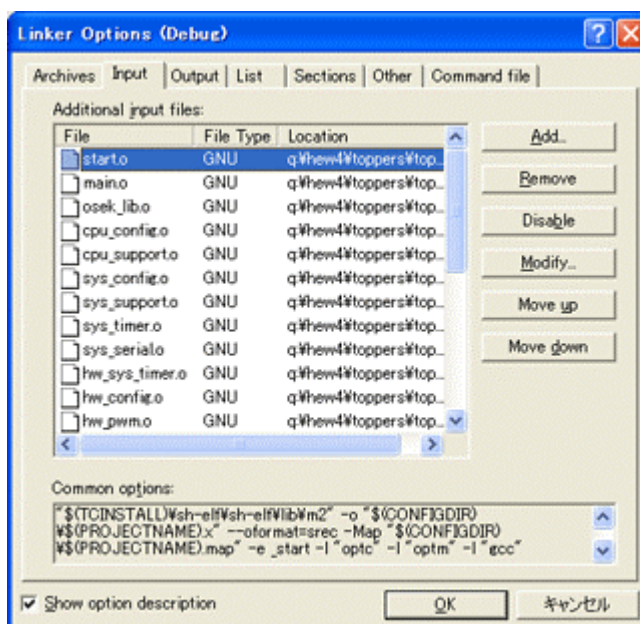 Linker Options (Debug)
Archives Input Output List Sections Other Command file
Additional input files:
File File Type Location
start.o GNU q:¥hew4¥toppers¥top...
main.o GNU q:¥hew4¥toppers¥top...
osek_lib.o GNU q:¥hew4¥toppers¥top...
cpu_config.o GNU q:¥hew4¥toppers¥top...
cpu_support.o GNU q:¥hew4¥toppers¥top...
sys_config.o GNU q:¥hew4¥toppers¥top...
sys_support.o GNU q:¥hew4¥toppers¥top...
sys_timer.o GNU q:¥hew4¥toppers¥top...
sys_serial.o GNU q:¥hew4¥toppers¥top...
hw_sys_timer.o GNU q:¥hew4¥toppers¥top...
hw_config.o GNU q:¥hew4¥toppers¥top...
hw_pwm.o GNU q:¥hew4¥toppers¥top...
Add...
Remove
Disable
Modify...
Move up
Move down
Common options:
"$(TCINSTALL)¥sh-elf¥sh-elf¥lib¥m2" -o "$(CONFIGDIR)
¥$(PROJECTNAME).x" --oformat=srec -Map "$(CONFIGDIR)
¥$(PROJECTNAME).map" -e _start -l "optc" -l "optm" -l "gcc"
Show option description
OK
キャンセル